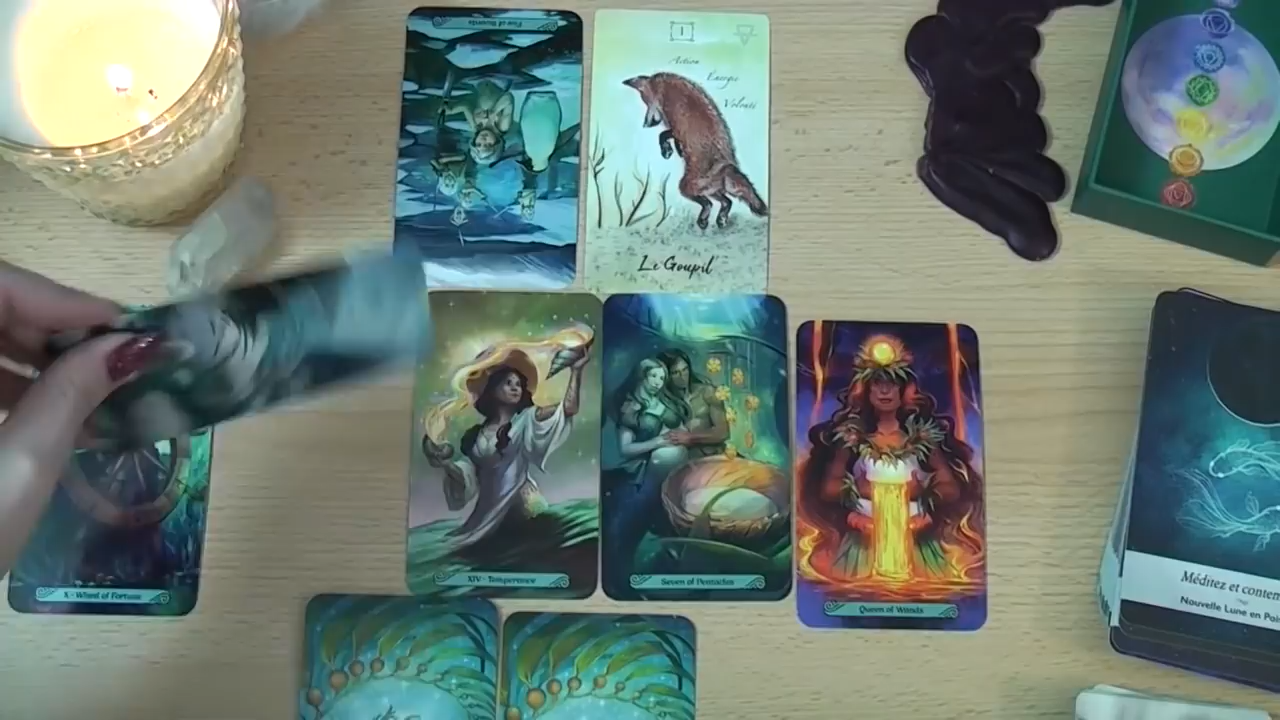 I
Action
Énergie
Volonté
Le Goupil
XIV - Temperance
Seven of Pentacles
Queen of Wands
X - Wheel of Fortune
Méditez et contem
Nouvelle Lune en Poi